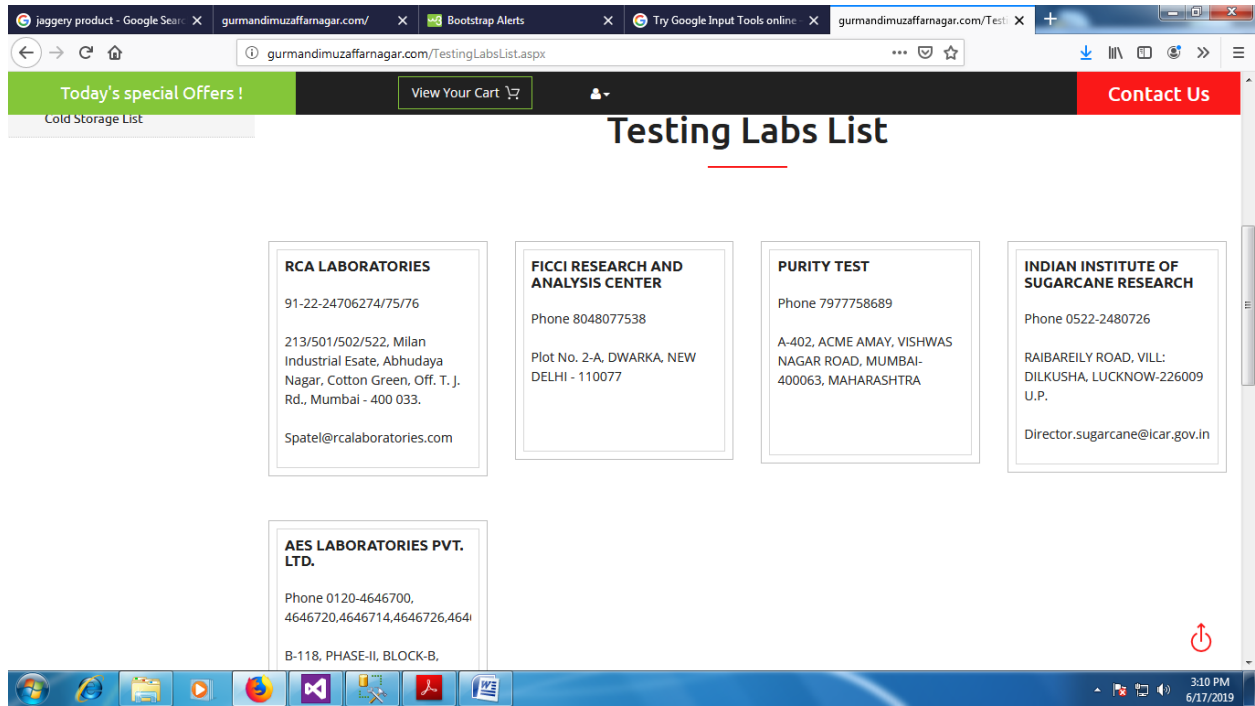 jaggery product - Google Searc
gurmandimuzaffarnagar.com/
Bootstrap Alerts
Try Google Input Tools online -
gurmandimuzaffarnagar.com/Testi
gurmandimuzaffarnagar.com/TestingLabsList.aspx
Today's special Offers !
View Your Cart
Contact Us
Cold Storage List
Testing Labs List
RCA LABORATORIES
91-22-24706274/75/76
213/501/502/522, Milan
Industrial Esate, Abhudaya
Nagar, Cotton Green, Off. T. J.
Rd., Mumbai - 400 033.
Spatel@rcalaboratories.com
FICCI RESEARCH AND
ANALYSIS CENTER
Phone 8048077538
Plot No. 2-A, DWARKA, NEW
DELHI - 110077
PURITY TEST
Phone 7977758689
A-402, ACME AMAY, VISHWAS
NAGAR ROAD, MUMBAI-
400063, MAHARASHTRA
INDIAN INSTITUTE OF
SUGARCANE RESEARCH
Phone 0522-2480726
RAIBAREILY ROAD, VILL:
DILKUSHA, LUCKNOW-226009
U.P.
Director.sugarcane@icar.gov.in
AES LABORATORIES PVT.
LTD.
Phone 0120-4646700,
4646720,4646714,4646726,464
B-118, PHASE-II, BLOCK-B,
3:10 PM
6/17/2019